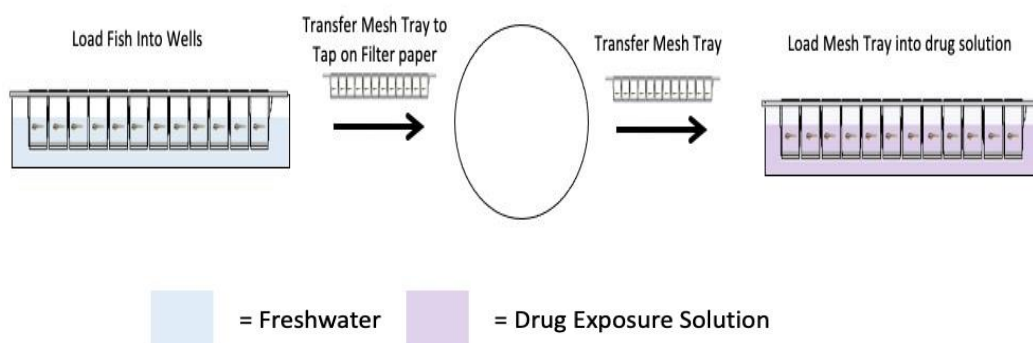 Load Fish Into Wells
Transfer Mesh Tray to
Tap on Filter paper
Transfer Mesh Tray
Load Mesh Tray into drug solution
= Freshwater
= Drug Exposure Solution